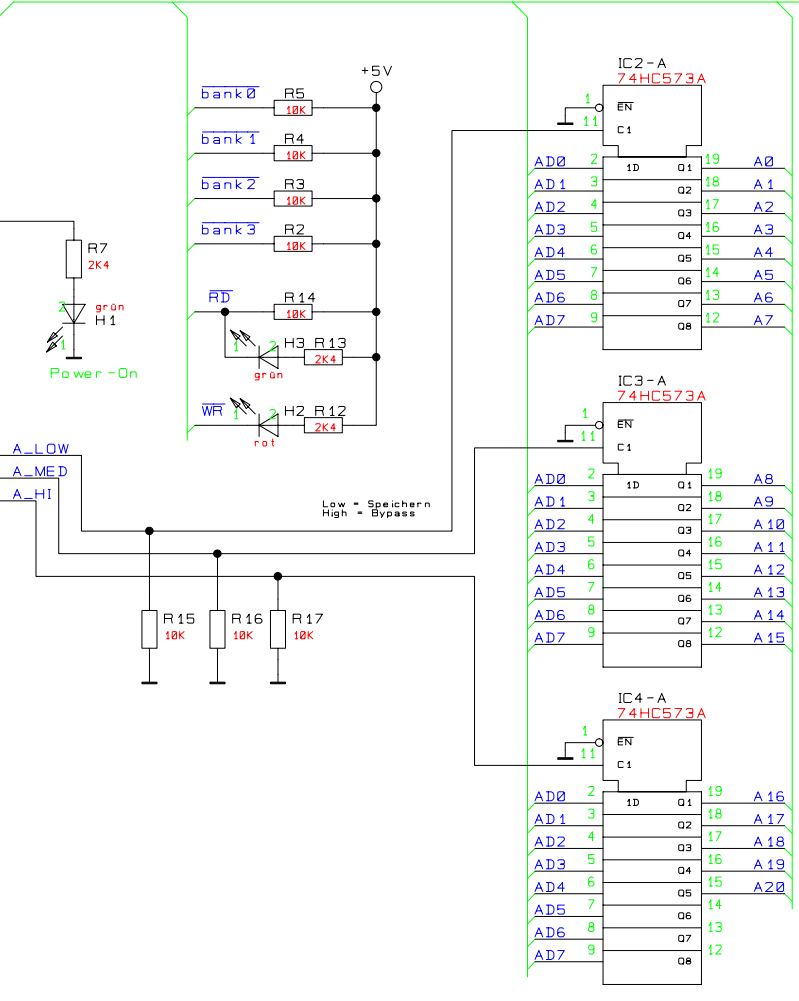 +5V
bank0
R5
10K
bank1
R4
10K
bank2
R3
10K
bank3
R2
10K
R7
2K4
2
grün
H1
1
Power-On
RD
R14
10K
1
2
H3
R13
2K4
grün
WR
1
2
H2
R12
2K4
rot
A_LOW
A_MED
A_HI
Low = Speichern
High = Bypass
R15
10K
R16
10K
R17
10K
IC2-A
74HC573A
1
EN
11
C1
AD0 2 1D Q1 19 A0
AD1 3 Q2 18 A1
AD2 4 Q3 17 A2
AD3 5 Q4 16 A3
AD4 6 Q5 15 A4
AD5 7 Q6 14 A5
AD6 8 Q7 13 A6
AD7 9 Q8 12 A7
IC3-A
74HC573A
1
EN
11
C1
AD0 2 1D Q1 19 A8
AD1 3 Q2 18 A9
AD2 4 Q3 17 A10
AD3 5 Q4 16 A11
AD4 6 Q5 15 A12
AD5 7 Q6 14 A13
AD6 8 Q7 13 A14
AD7 9 Q8 12 A15
IC4-A
74HC573A
1
EN
11
C1
AD0 2 1D Q1 19 A16
AD1 3 Q2 18 A17
AD2 4 Q3 17 A18
AD3 5 Q4 16 A19
AD4 6 Q5 15 A20
AD5 7 Q6 14
AD6 8 Q7 13
AD7 9 Q8 12